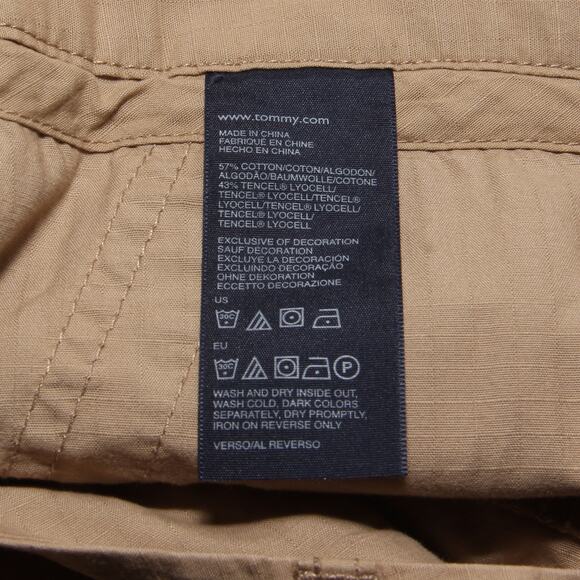 www.tommy.com
MADE IN CHINA
FABRIQUÉ EN CHINE
HECHO EN CHINA
57% COTTON/COTON/ALGODÓN/
ALGODÃO/BAUMWOLLE/COTONE
43% TENCEL® LYOCELL/
TENCEL® LYOCELL/TENCEL®
LYOCELL/TENCEL® LYOCELL/
TENCEL® LYOCELL/
TENCEL® LYOCELL
EXCLUSIVE OF DECORATION
SAUF DECORATION
EXCLUYE LA DECORACIÓN
EXCLUINDO DECORAÇÃO
OHNE DEKORATION
ECCETTO DECORAZIONE
US
30C
EU
30C P
WASH AND DRY INSIDE OUT,
WASH COLD, DARK COLORS
SEPARATELY, DRY PROMPTLY,
IRON ON REVERSE ONLY
VERSO/AL REVERSO